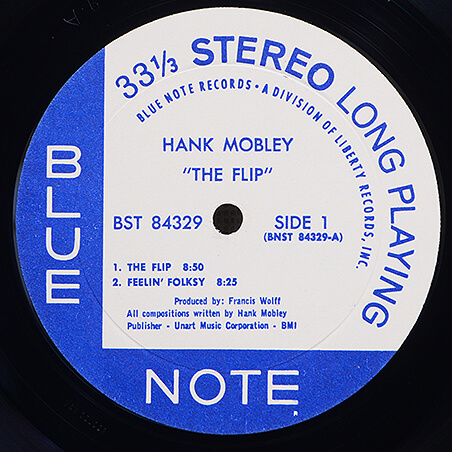 33⅓ STEREO LONG PLAYING
BLUE NOTE RECORDS • A DIVISION OF LIBERTY RECORDS, INC.
HANK MOBLEY
"THE FLIP"
BST 84329
SIDE 1
(BNST 84329-A)
1. THE FLIP 8:50
2. FEELIN' FOLKSY 8:25
Produced by: Francis Wolff
All compositions written by Hank Mobley
Publisher - Unart Music Corporation - BMI
BLUE
NOTE